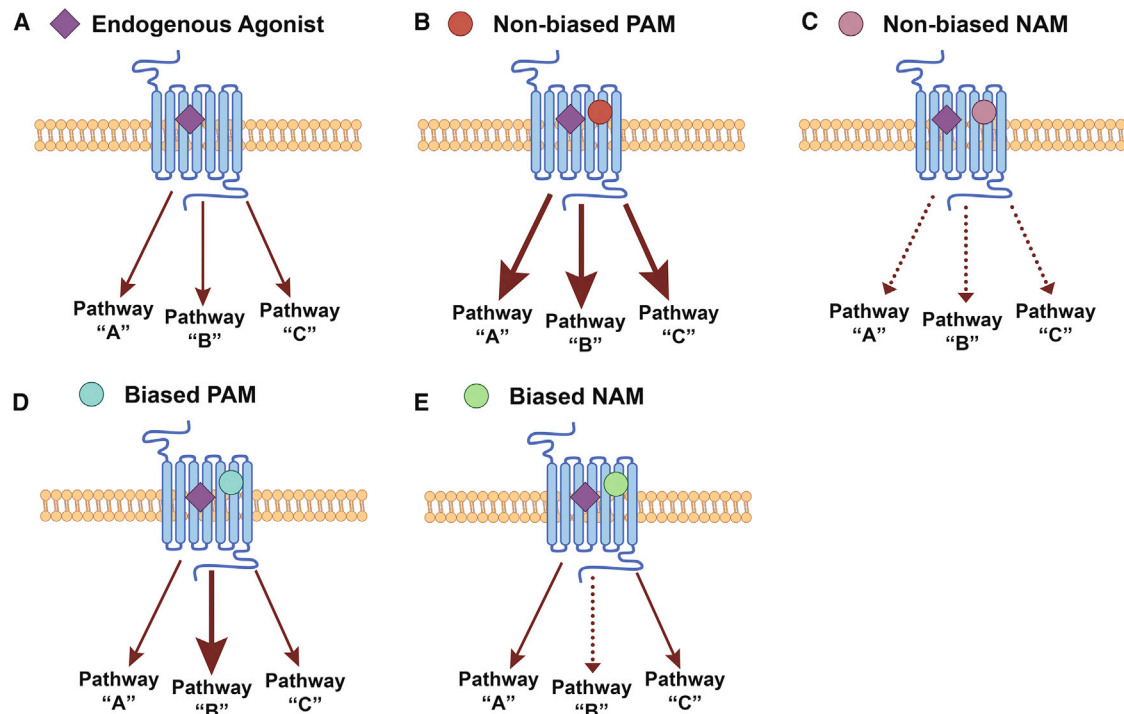 A Endogenous Agonist
B Non-biased PAM
C Non-biased NAM
Pathway
“A”
Pathway
“B”
Pathway
“C”
Pathway
“A”
Pathway
“B”
Pathway
“C”
Pathway
“A”
Pathway
“B”
Pathway
“C”
D Biased PAM
E Biased NAM
Pathway
“A”
Pathway
“B”
Pathway
“C”
Pathway
“A”
Pathway
“B”
Pathway
“C”